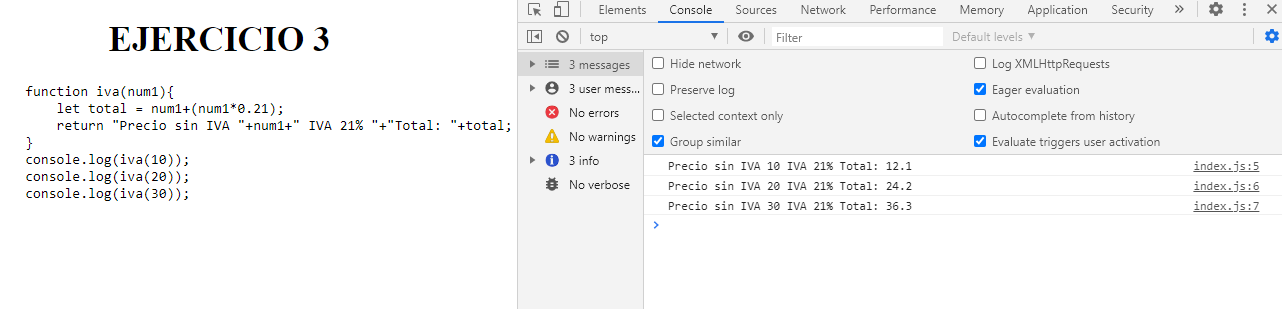 EJERCICIO 3
function iva(num1){
    let total = num1+(num1*0.21);
    return "Precio sin IVA "+num1+" IVA 21% "+"Total: "+total;
}
console.log(iva(10));
console.log(iva(20));
console.log(iva(30));
Elements Console Sources Network Performance Memory Application Security »
top Filter Default levels
3 messages
3 user mess...
No errors
No warnings
3 info
No verbose
Hide network Log XMLHttpRequests
Preserve log Eager evaluation
Selected context only Autocomplete from history
Group similar Evaluate triggers user activation
Precio sin IVA 10 IVA 21% Total: 12.1 index.js:5
Precio sin IVA 20 IVA 21% Total: 24.2 index.js:6
Precio sin IVA 30 IVA 21% Total: 36.3 index.js:7